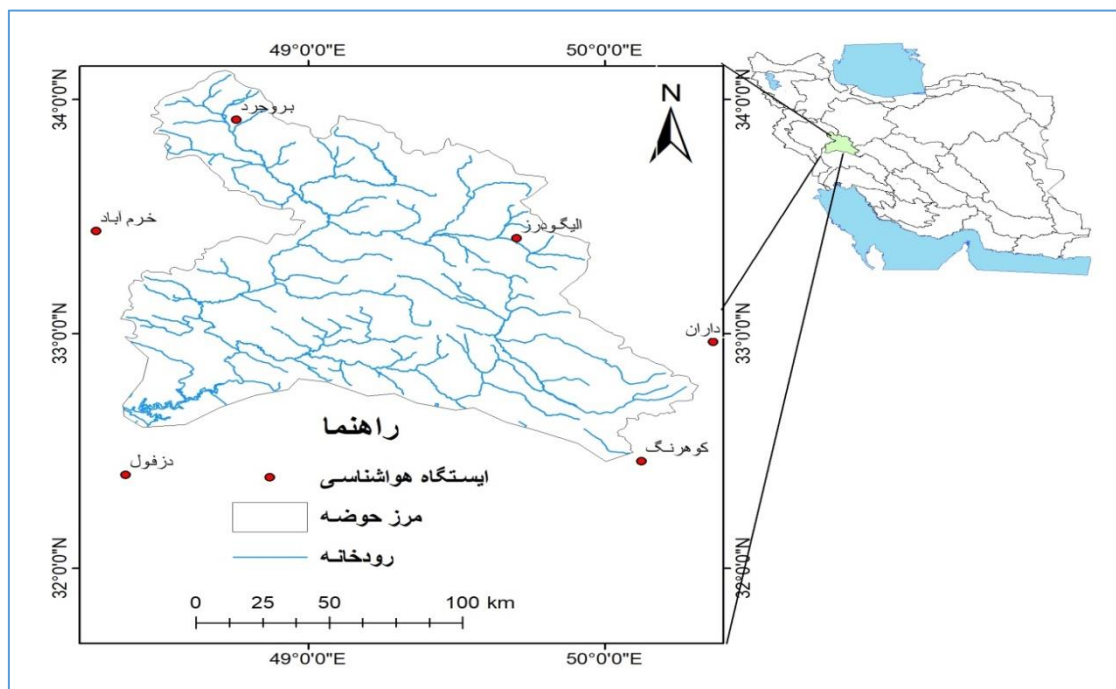 49°0'0"E 50°0'0"E
34°0'0"N 34°0'0"N
بروجرد
N
خرم آباد
الیگودرز
33°0'0"N 33°0'0"N
داران
راهنما
کوهرنگ
دزفول
ایستگاه هواشناسی
مرز حوضه
رودخانه
32°0'0"N 32°0'0"N
0 25 50 100 km
49°0'0"E 50°0'0"E